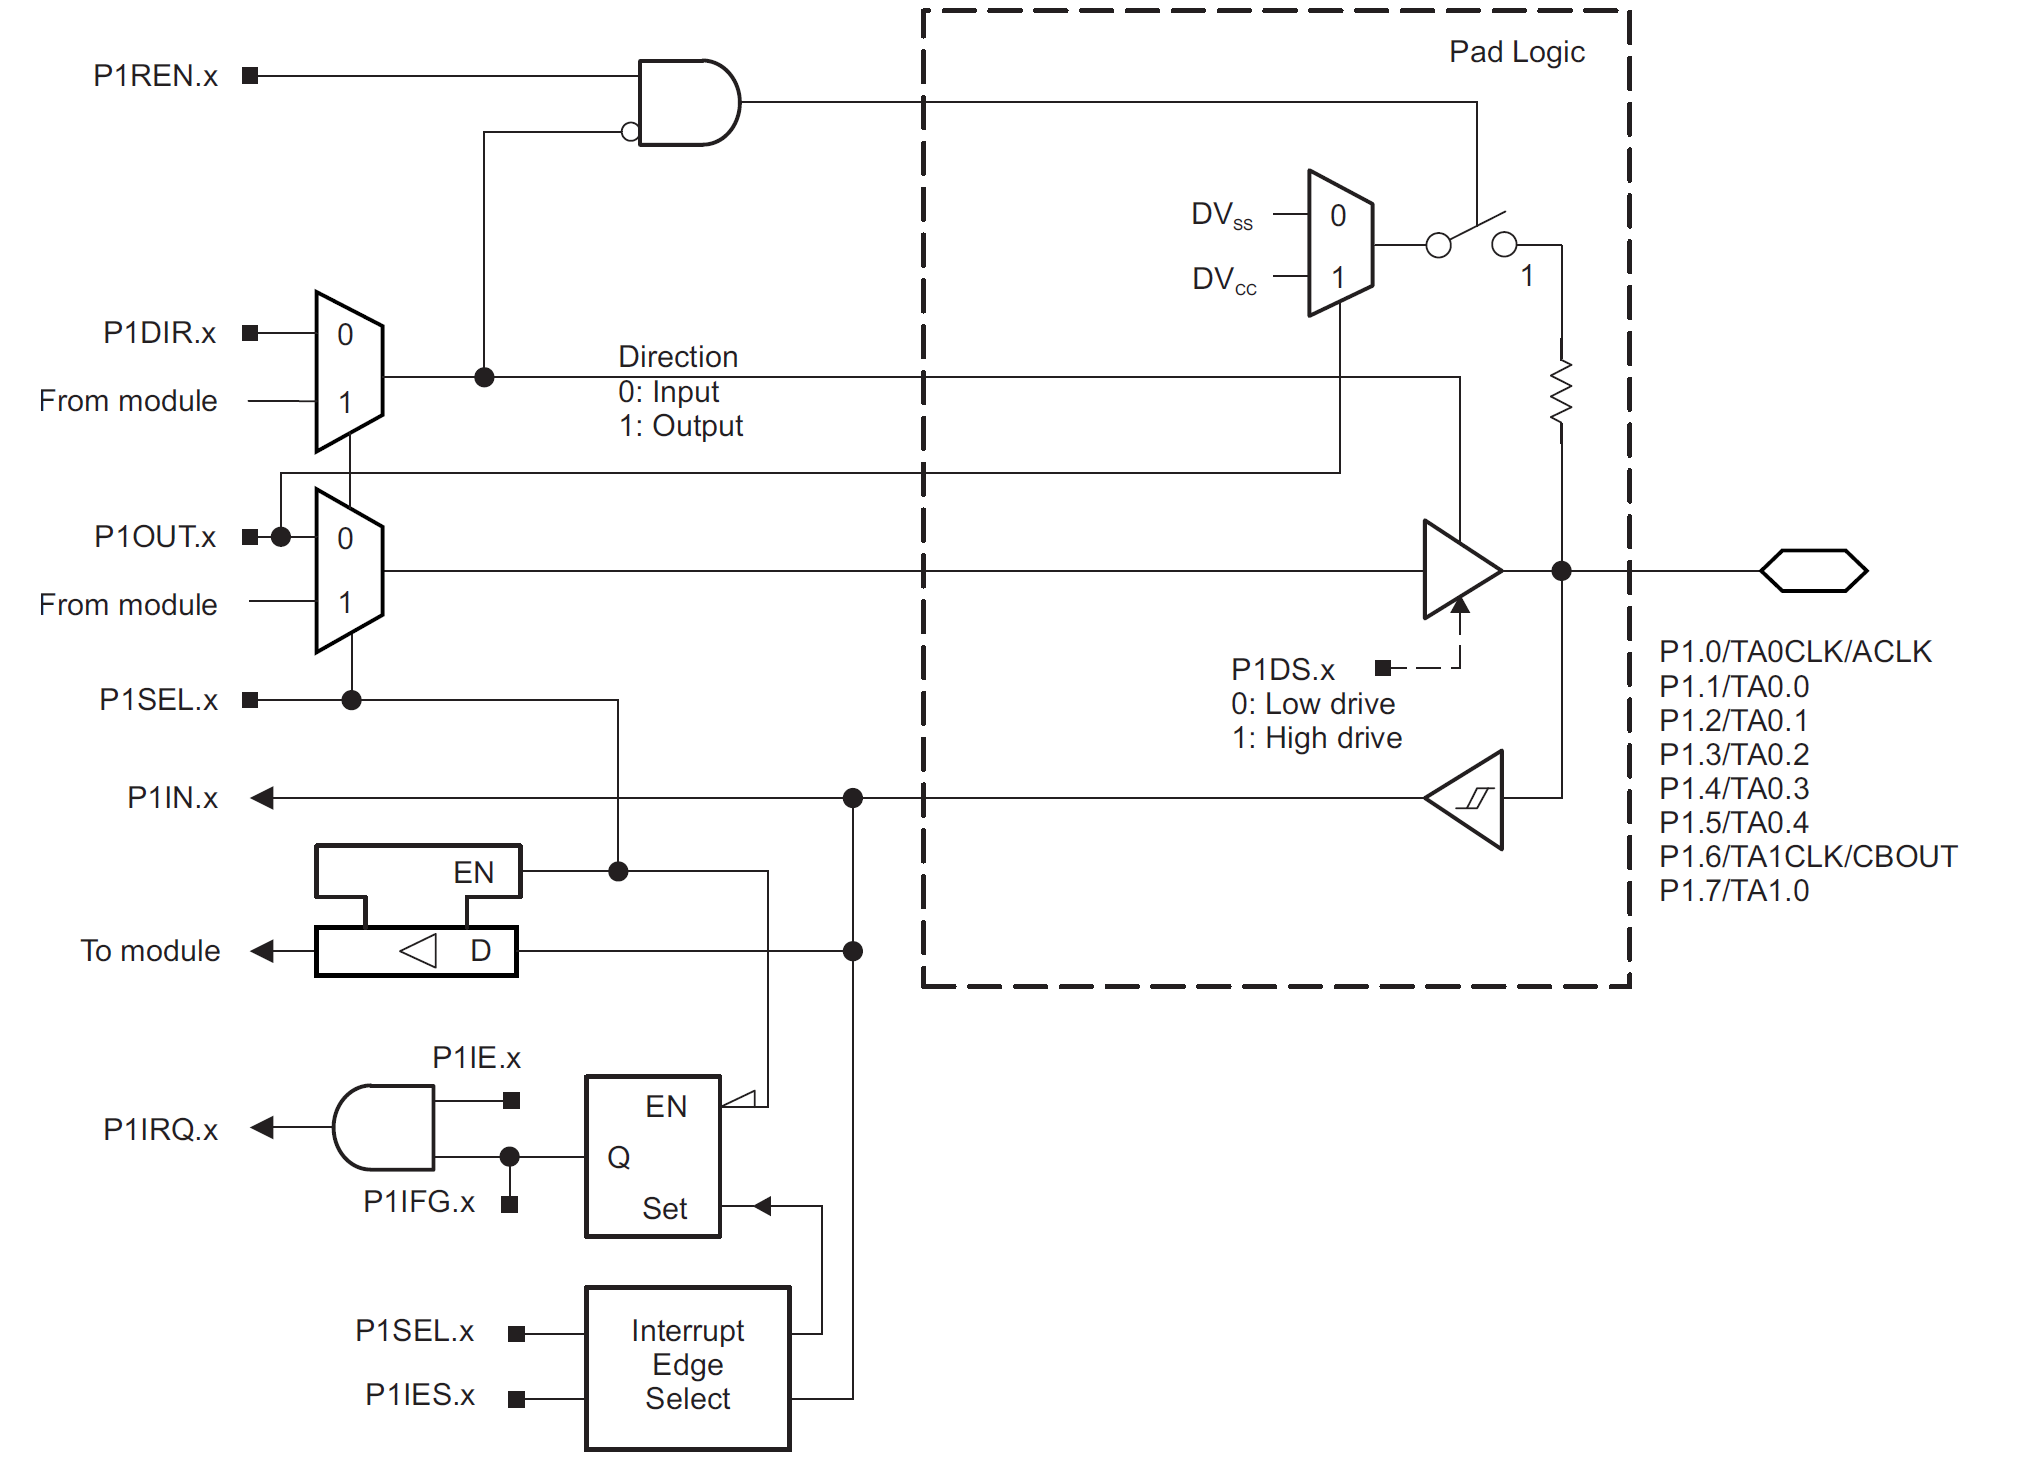 Pad Logic
P1REN.x
DVSS
0
DVCC
1
1
P1DIR.x
0
From module
1
Direction
0: Input
1: Output
P1OUT.x
0
From module
1
P1SEL.x
P1DS.x
0: Low drive
1: High drive
P1.0/TA0CLK/ACLK
P1.1/TA0.0
P1.2/TA0.1
P1.3/TA0.2
P1.4/TA0.3
P1.5/TA0.4
P1.6/TA1CLK/CBOUT
P1.7/TA1.0
P1IN.x
EN
To module
D
P1IE.x
P1IRQ.x
EN
Q
P1IFG.x
Set
P1SEL.x
P1IES.x
Interrupt
Edge
Select